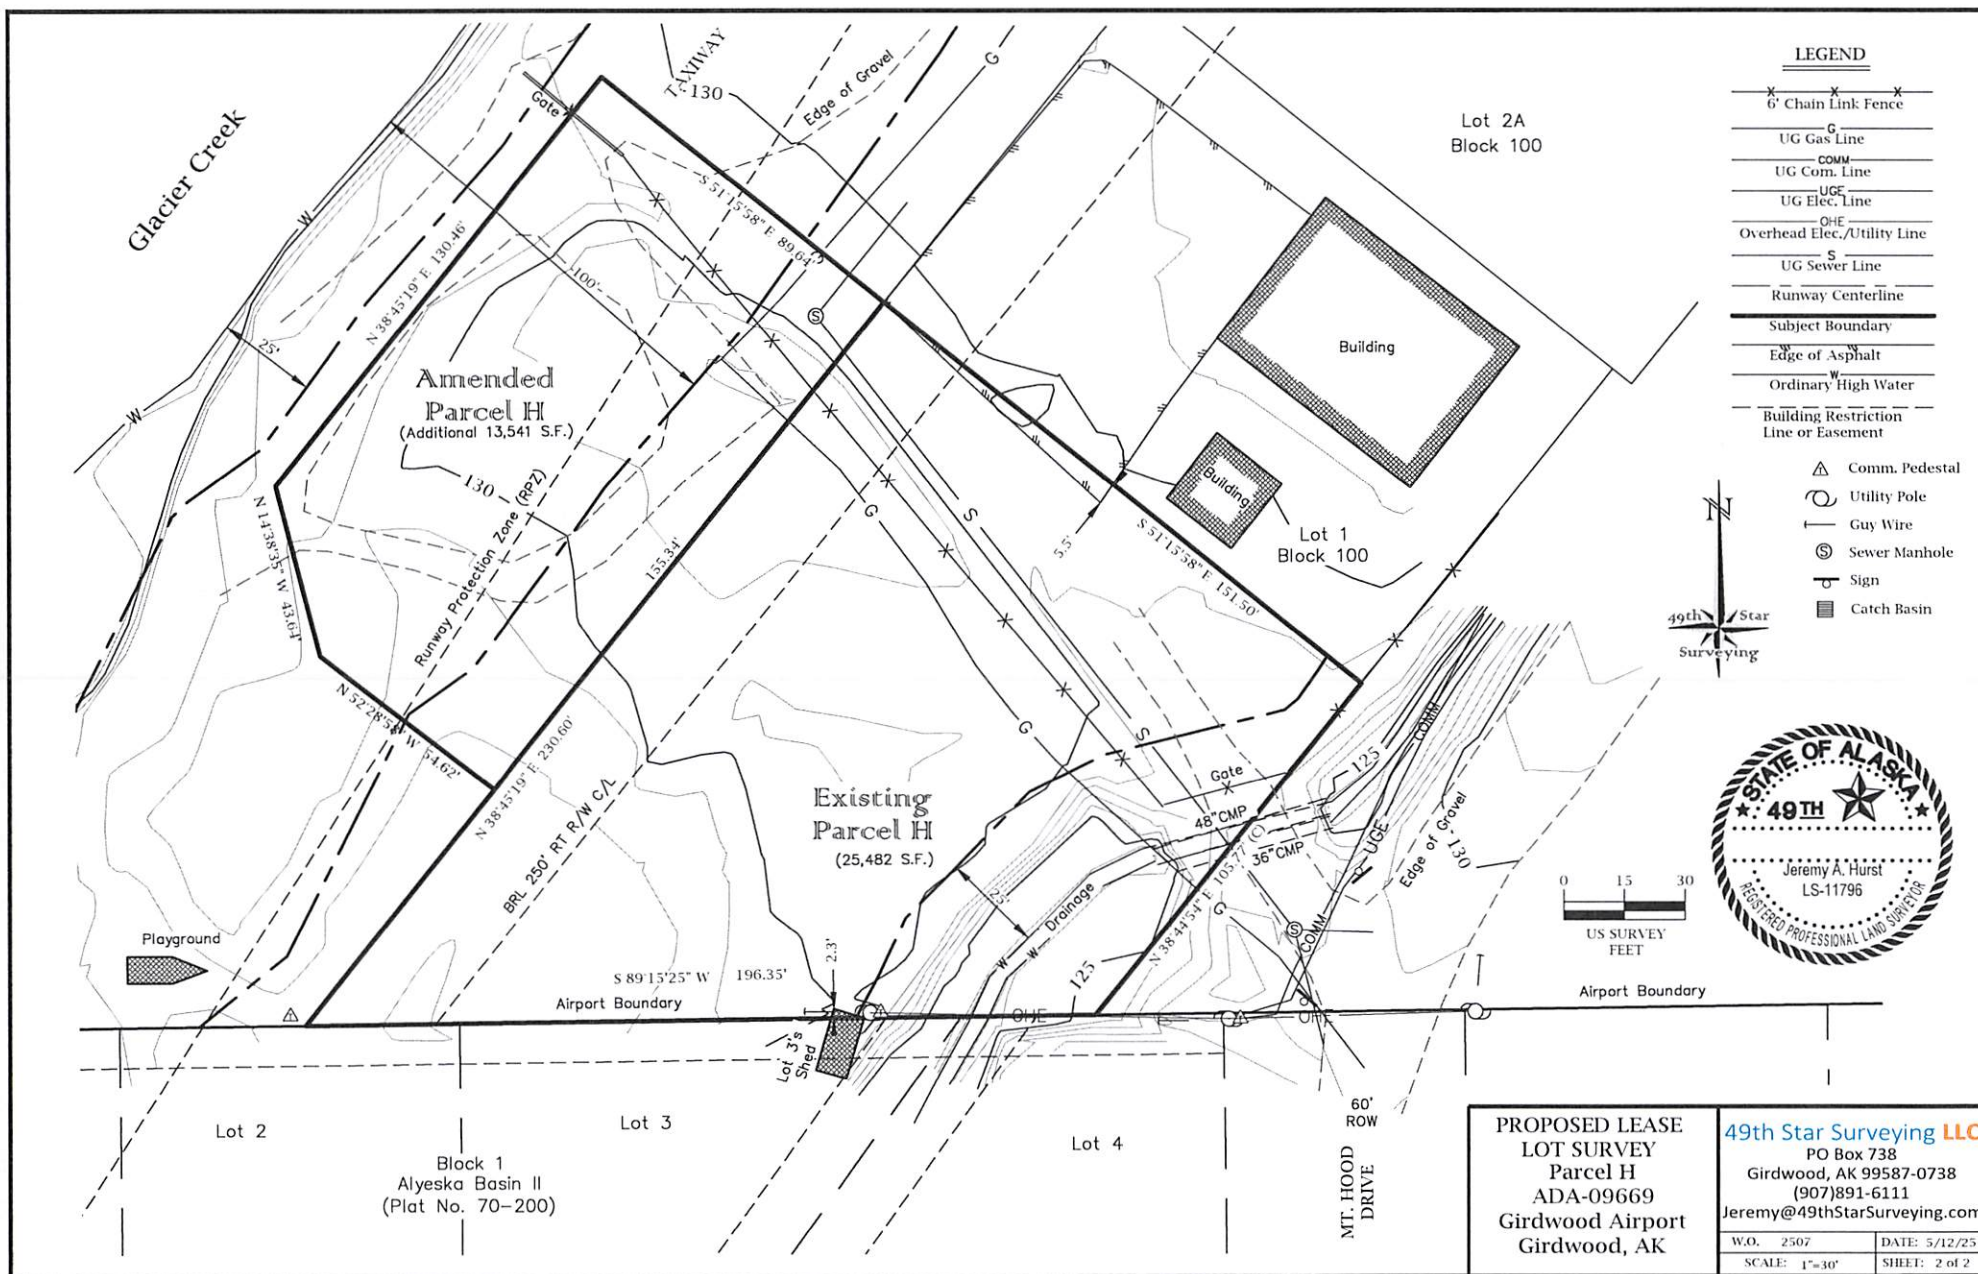 Glacier Creek
Gate
TAXIWAY
130
Edge of Gravel
G
W
W
N 38°45'19" E 130.46'
S 51°15'58" E 89.64'
100'
25'
S
Amended
Parcel H
(Additional 13,541 S.F.)
130
Runway Protection Zone (RPZ)
N 14°38'35" W 43.64'
155.34'
G
S
Lot 2A
Block 100
Building
Building
Lot 1
Block 100
5.5'
S 51°15'58" E 151.50'
N 38°45'19" E 230.60'
BRL 250' RT R/W C/L
Existing
Parcel H
(25,482 S.F.)
G
S
Gate
48"CMP
36"CMP
125
COMM
UGE
Edge of Gravel
130
25'
W
W
Drainage
N 38°44'54" E 105.77' (C)
G
S
COMM
125
Playground
S 89°15'25" W 196.35'
2.3'
Airport Boundary
OHE
Airport Boundary
Lot 3's
Shed
Lot 2
Lot 3
Lot 4
Block 1
Alyeska Basin II
(Plat No. 70-200)
60'
ROW
MT. HOOD
DRIVE
LEGEND
6' Chain Link Fence
G
UG Gas Line
COMM
UG Com. Line
UGE
UG Elec. Line
OHE
Overhead Elec./Utility Line
S
UG Sewer Line
Runway Centerline
Subject Boundary
Edge of Asphalt
W
Ordinary High Water
Building Restriction
Line or Easement
Comm. Pedestal
Utility Pole
Guy Wire
S Sewer Manhole
Sign
Catch Basin
N
49th Star
Surveying
STATE OF ALASKA
49TH
Jeremy A. Hurst
LS-11796
REGISTERED PROFESSIONAL LAND SURVEYOR
0 15 30
US SURVEY
FEET
PROPOSED LEASE
LOT SURVEY
Parcel H
ADA-09669
Girdwood Airport
Girdwood, AK
49th Star Surveying LLC
PO Box 738
Girdwood, AK 99587-0738
(907)891-6111
Jeremy@49thStarSurveying.com
W.O. 2507
DATE: 5/12/25
SCALE: 1"=30'
SHEET: 2 of 2